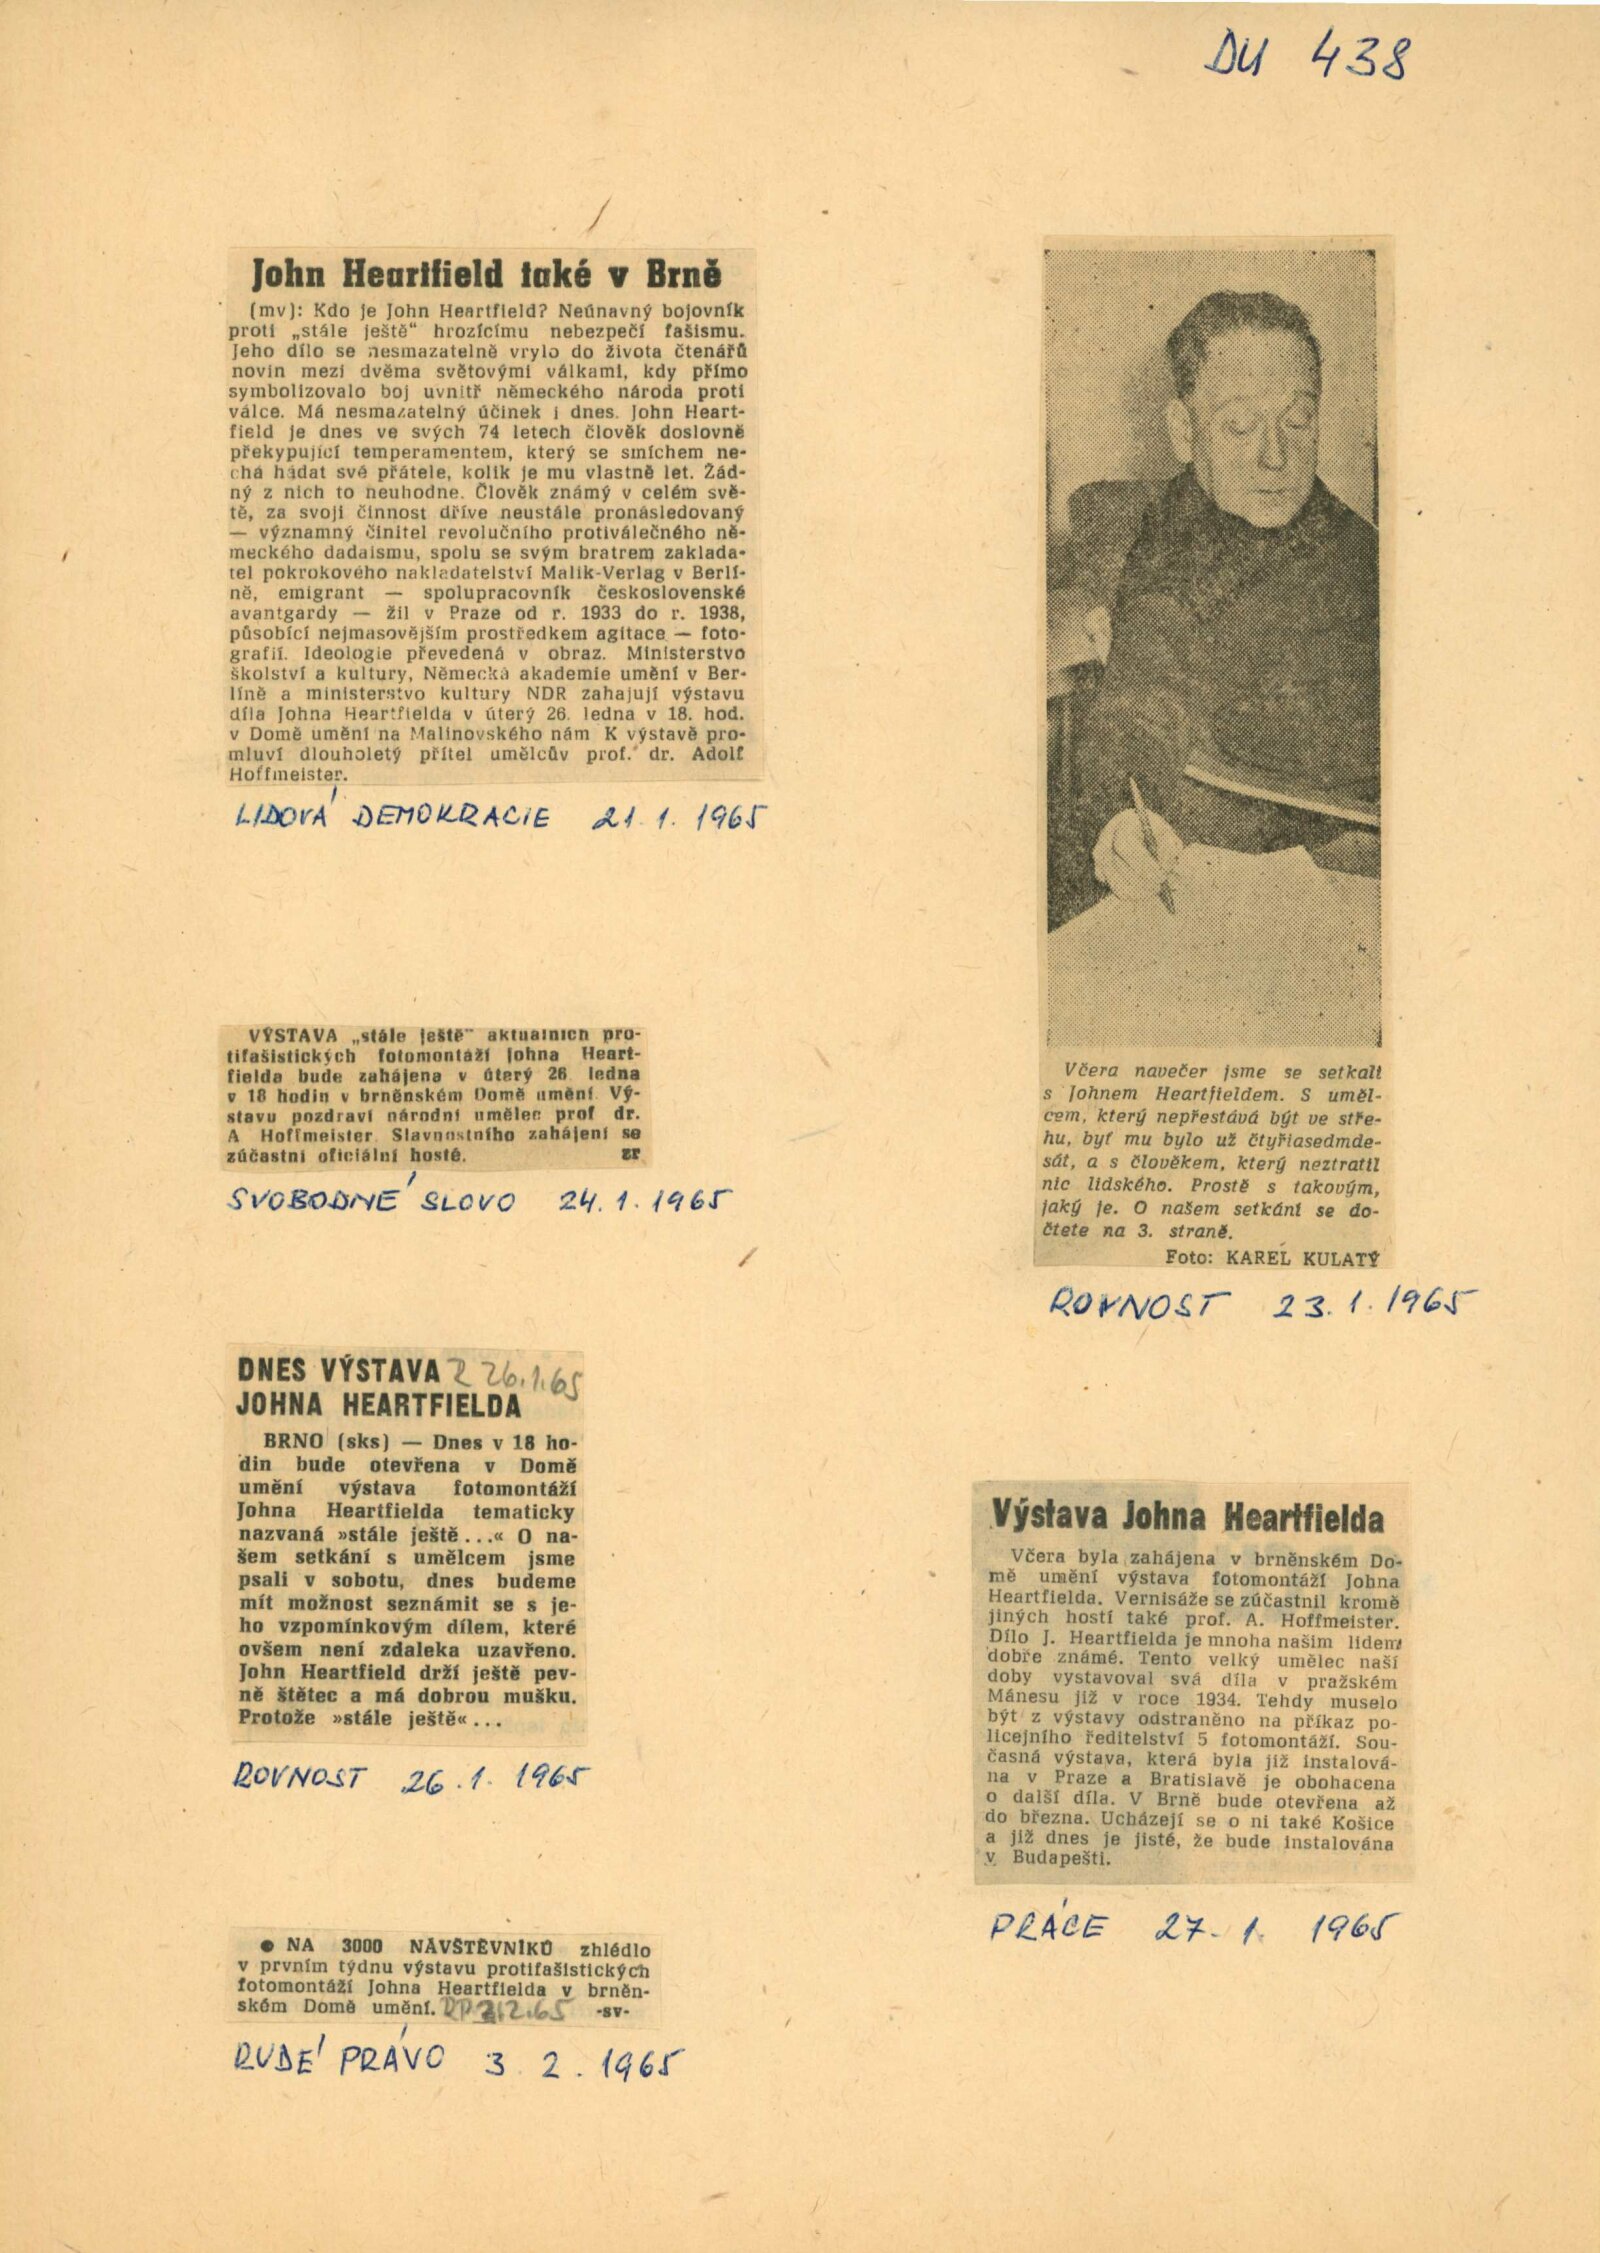 DU 438
John Heartfield také v Brně
(mv): Kdo je John Heartfield? Neúnavný bojovník
proti „stále ještě“ hrozícímu nebezpečí fašismu.
Jeho dílo se nesmazatelně vrylo do života čtenářů
novin mezi dvěma světovými válkami, kdy přímo
symbolizovalo boj uvnitř německého národa proti
válce. Má nesmazatelný účinek i dnes. John Heart-
field je dnes ve svých 74 letech člověk doslovně
překypující temperamentem, který se smíchem ne-
chá hádat své přátele, kolik je mu vlastně let. Žád-
ný z nich to neuhodne. Člověk známý v celém svě-
tě, za svoji činnost dříve neustále pronásledovaný
— významný činitel revolučního protiválečného ně-
meckého dadaismu, spolu se svým bratrem zaklada-
tel pokrokového nakladatelství Malik-Verlag v Berlí-
ně, emigrant — spolupracovník československé
avantgardy — žil v Praze od r. 1933 do r. 1938,
působící nejmasovějším prostředkem agitace — foto-
grafií. Ideologie převedená v obraz. Ministerstvo
školství a kultury, Německá akademie umění v Ber-
líně a ministerstvo kultury NDR zahajují výstavu
díla Johna Heartfielda v úterý 26. ledna v 18. hod.
v Domě umění na Malinovského nám K výstavě pro-
mluví dlouholetý přítel umělcův prof. dr. Adolf
Hoffmeister.
LIDOVÁ DEMOKRACIE 21. 1. 1965
VÝSTAVA „stále ještě“ aktuálních pro-
tifašistických fotomontáží Johna Heart-
fielda bude zahájena v úterý 26 ledna
v 18 hodin v brněnském Domě umění. Vý-
stavu pozdraví národní umělec prof dr.
A Hoffmeister. Slavnostního zahájení se
zúčastní oficiální hosté. zr
SVOBODNÉ SLOVO 24. 1. 1965
DNES VÝSTAVA R 26.1.65
JOHNA HEARTFIELDA
BRNO (sks) — Dnes v 18 ho-
din bude otevřena v Domě
umění výstava fotomontáží
Johna Heartfielda tematicky
nazvaná »stále ještě...« O na-
šem setkání s umělcem jsme
psali v sobotu, dnes budeme
mít možnost seznámit se s je-
ho vzpomínkovým dílem, které
ovšem není zdaleka uzavřeno.
John Heartfield drží ještě pev-
ně štětec a má dobrou mušku.
Protože »stále ještě«...
ROVNOST 26. 1. 1965
● NA 3000 NÁVŠTĚVNÍKŮ zhlédlo
v prvním týdnu výstavu protifašistických
fotomontáží Johna Heartfielda v brněn-
ském Domě umění. -sv-
RUDÉ PRÁVO 3. 2. 1965
Včera navečer jsme se setkali
s Johnem Heartfieldem. S uměl-
cem, který nepřestává být ve stře-
hu, byť mu bylo už čtyřiasedmde-
sát, a s člověkem, který neztratil
nic lidského. Prostě s takovým,
jaký je. O našem setkání se do-
čtete na 3. straně.
Foto: KAREL KULATÝ
ROVNOST 23. 1. 1965
Výstava Johna Heartfielda
Včera byla zahájena v brněnském Do-
mě umění výstava fotomontáží Johna
Heartfielda. Vernisáže se zúčastnil kromě
jiných hostí také prof. A. Hoffmeister.
Dílo J. Heartfielda je mnoha našim lidem
dobře známé. Tento velký umělec naší
doby vystavoval svá díla v pražském
Mánesu již v roce 1934. Tehdy muselo
být z výstavy odstraněno na příkaz po-
licejního ředitelství 5 fotomontáží. Sou-
časná výstava, která byla již instalová-
na v Praze a Bratislavě je obohacena
o další díla. V Brně bude otevřena až
do března. Ucházejí se o ni také Košice
a již dnes je jisté, že bude instalována
v Budapešti.
PRÁCE 27. 1. 1965